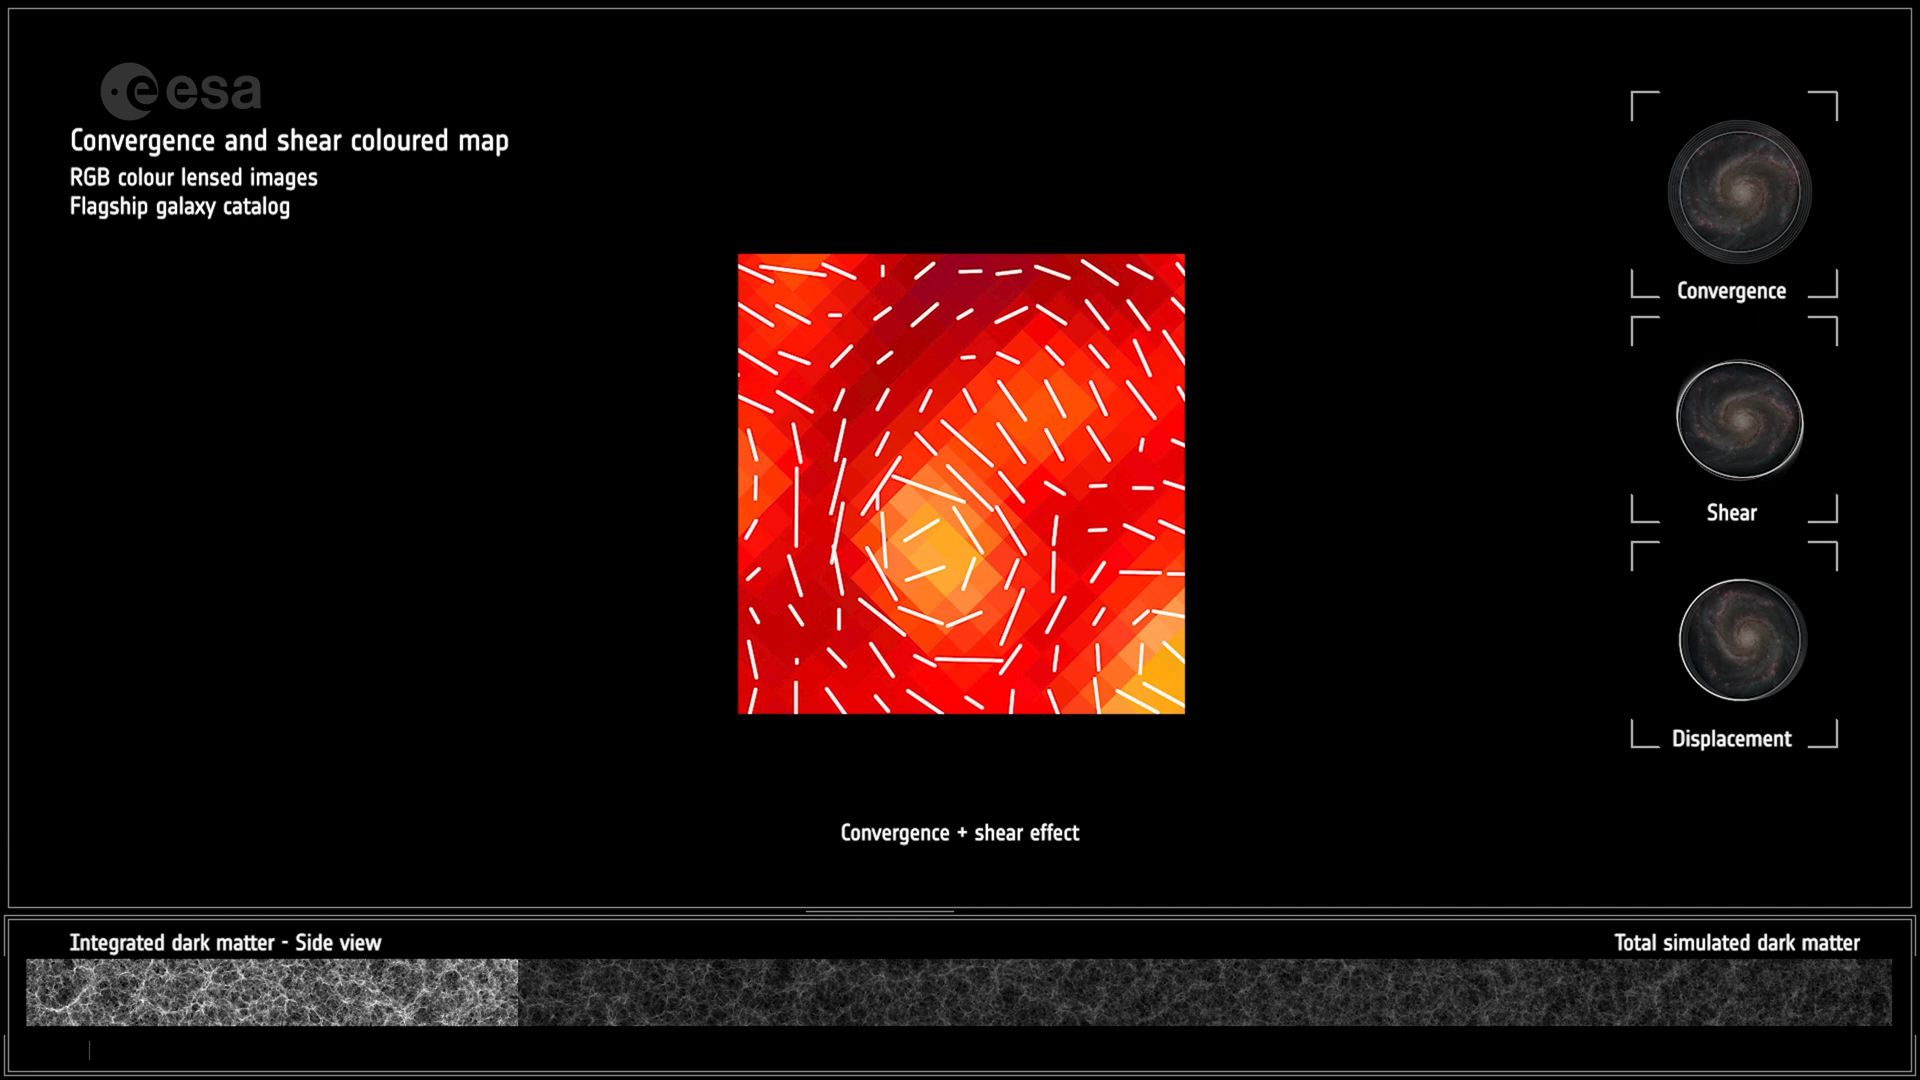 esa
Convergence and shear coloured map
RGB colour lensed images
Flagship galaxy catalog
Convergence
Shear
Displacement
Convergence + shear effect
Integrated dark matter - Side view
Total simulated dark matter